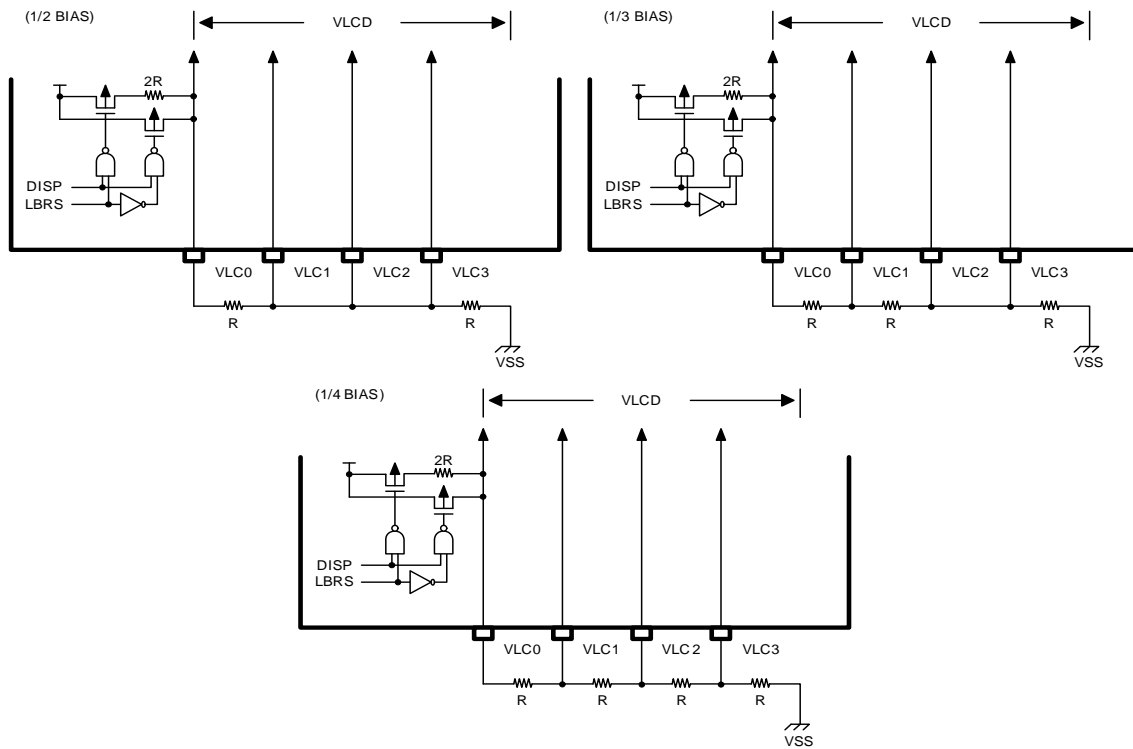 (1/2 BIAS)
VLCD
2R
DISP
LBRS
VLC0 VLC1 VLC2 VLC3
R R
VSS
(1/3 BIAS)
VLCD
2R
DISP
LBRS
VLC0 VLC1 VLC2 VLC3
R R R
VSS
(1/4 BIAS)
VLCD
2R
DISP
LBRS
VLC0 VLC1 VLC2 VLC3
R R R R
VSS